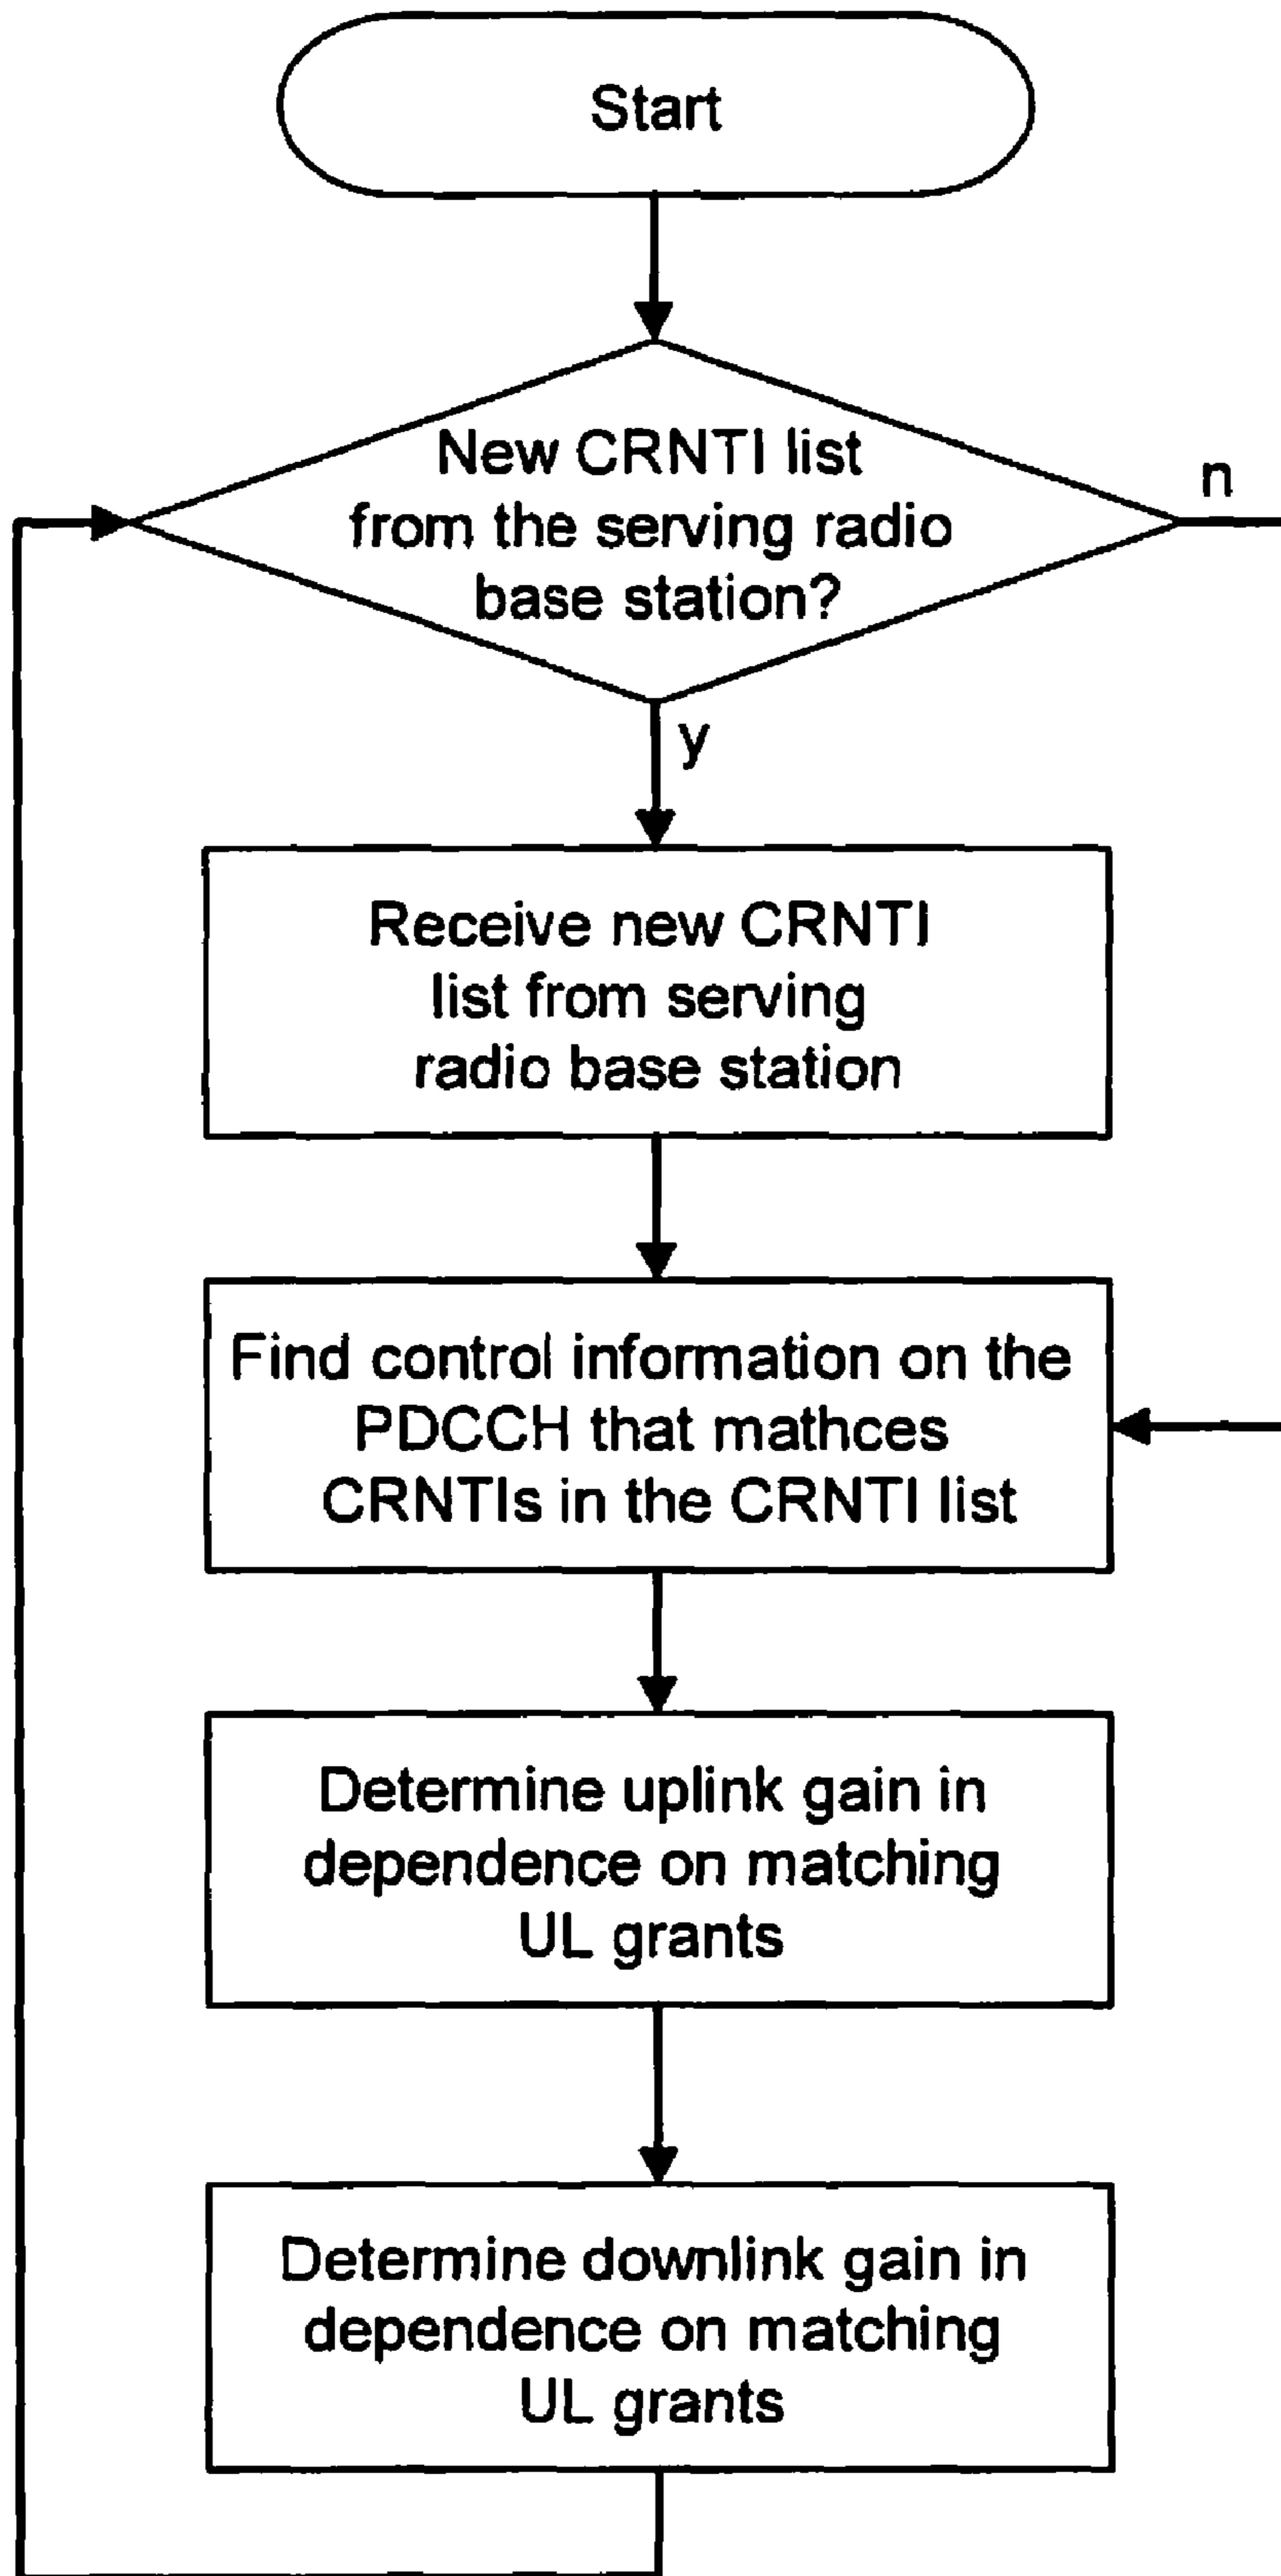 Start
New CRNTI list
from the serving radio
base station?
n
y
Receive new CRNTI
list from serving
radio base station
Find control information on the
PDCCH that mathces
CRNTIs in the CRNTI list
Determine uplink gain in
dependence on matching
UL grants
Determine downlink gain in
dependence on matching
UL grants